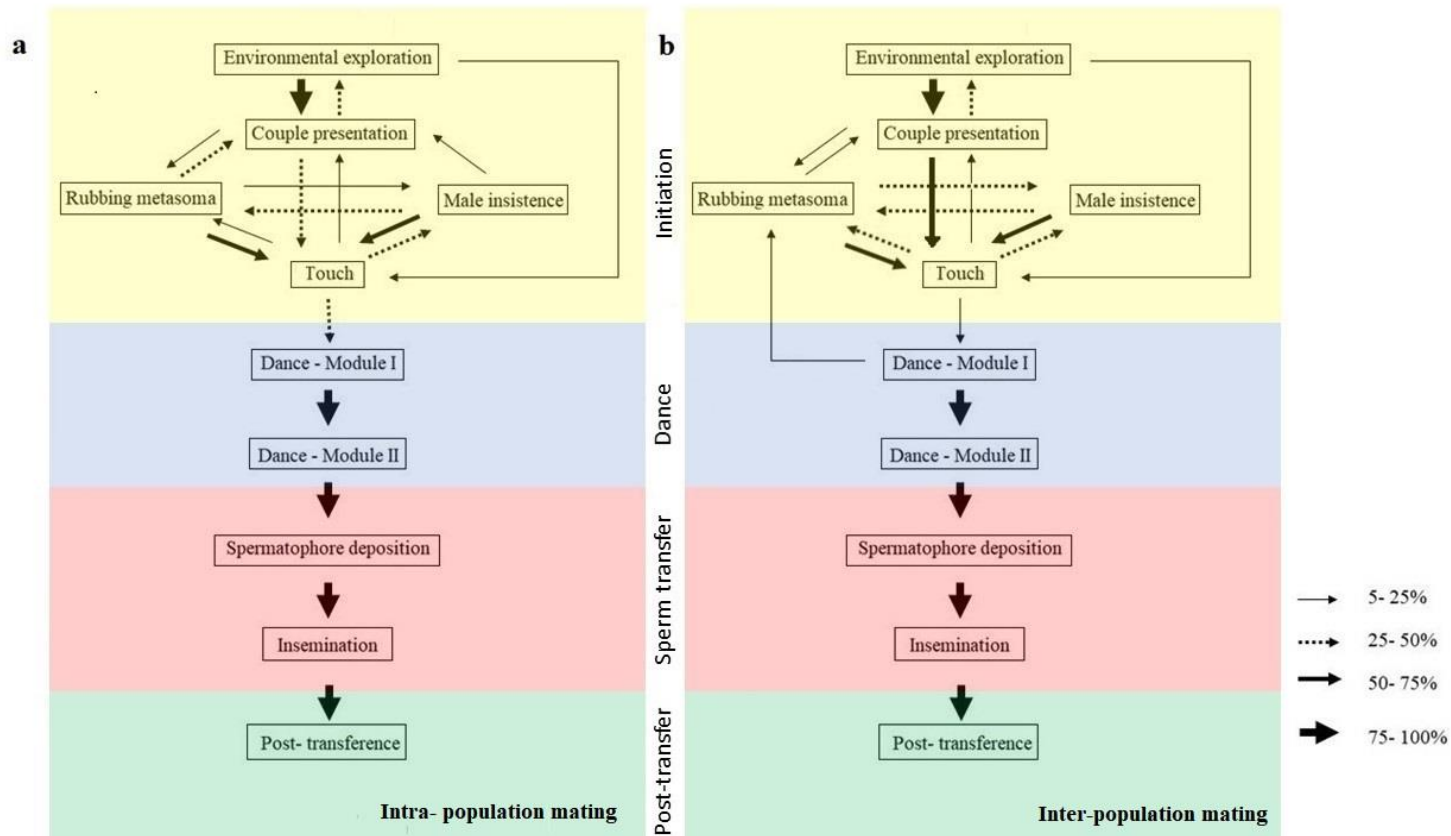 a
Environmental exploration
Couple presentation
Rubbing metasoma
Male insistence
Touch
Dance - Module I
Dance - Module II
Spermatophore deposition
Insemination
Post- transference
Intra- population mating
Initiation
Dance
Sperm transfer
Post-transfer
b
Environmental exploration
Couple presentation
Rubbing metasoma
Male insistence
Touch
Dance - Module I
Dance - Module II
Spermatophore deposition
Insemination
Post- transference
Inter-population mating
5- 25%
25- 50%
50- 75%
75- 100%